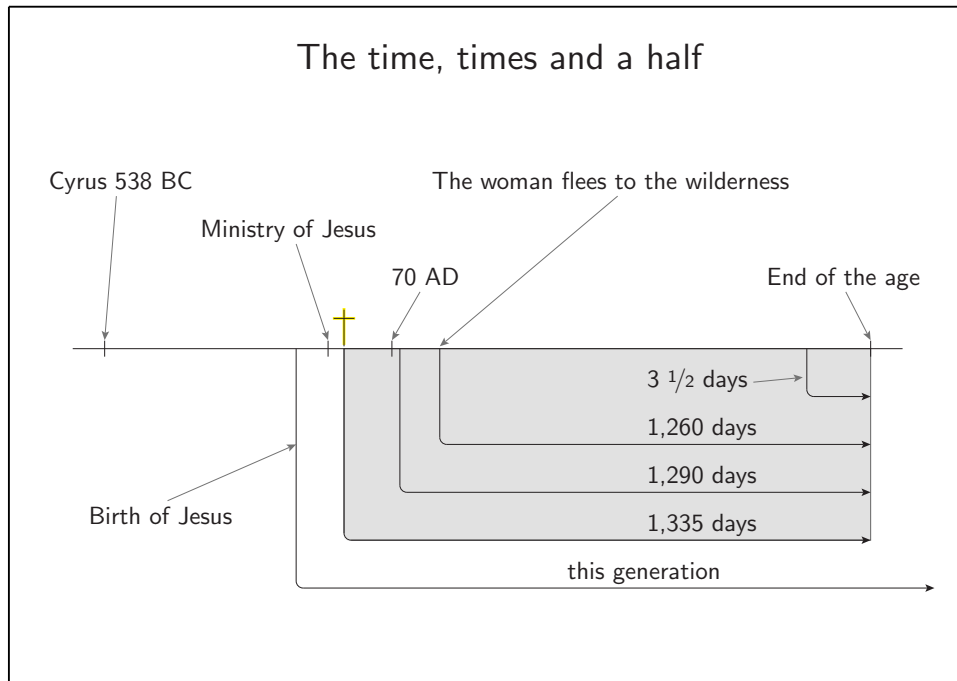 The time, times and a half
Cyrus 538 BC
The woman flees to the wilderness
Ministry of Jesus
70 AD
End of the age
3 1/2 days
1,260 days
1,290 days
Birth of Jesus
1,335 days
this generation